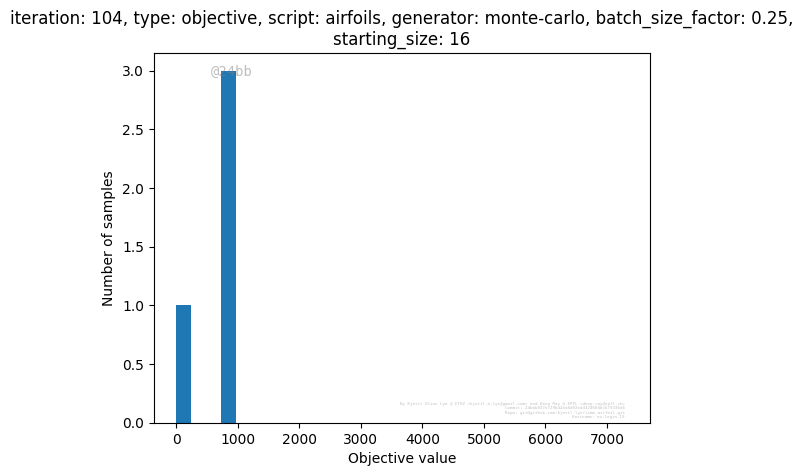 iteration: 104, type: objective, script: airfoils, generator: monte-carlo, batch_size_factor: 0.25,
starting_size: 16
@24bb
3.0
2.5
2.0
1.5
1.0
0.5
0.0
Number of samples
0 1000 2000 3000 4000 5000 6000 7000
Objective value